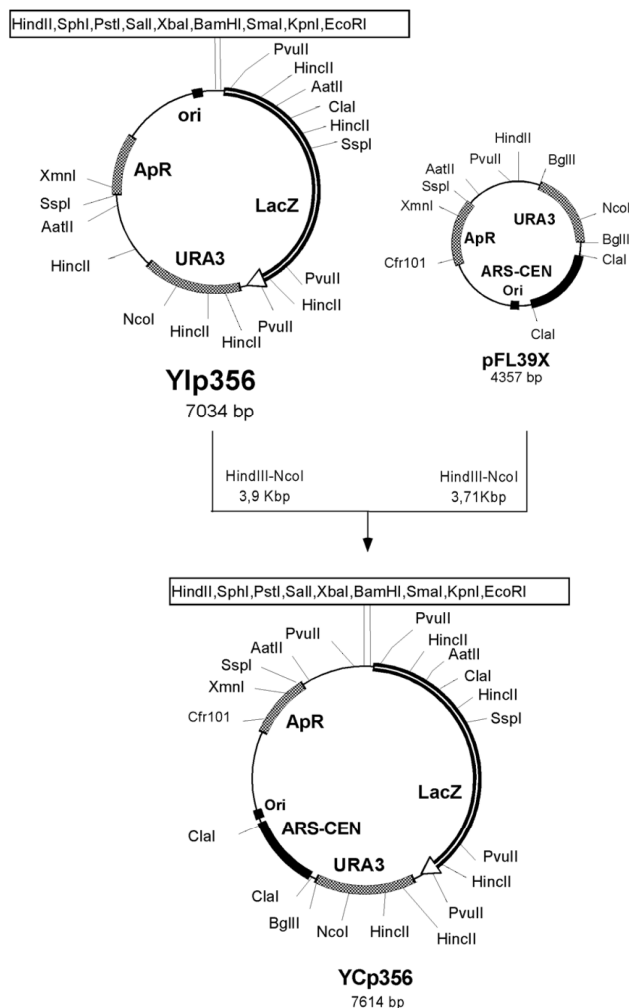 HindII,SphI,PstI,SalI,XbaI,BamHI,SmaI,KpnI,EcoRI
PvuII
HincII
AatII
ClaI
HincII
SspI
ori
ApR
XmnI
SspI
AatII
HincII
LacZ
URA3
NcoI
HincII
HincII
PvuII
HincII
PvuII
YIp356
7034 bp
HindII
PvuII
BglII
AatII
SspI
XmnI
URA3
NcoI
ApR
BglII
ClaI
Cfr101
ARS-CEN
Ori
ClaI
pFL39X
4357 bp
HindIII-NcoI
3,9 Kbp
HindIII-NcoI
3,71Kbp
HindII,SphI,PstI,SalI,XbaI,BamHI,SmaI,KpnI,EcoRI
PvuII
PvuII
HincII
AatII
AatII
SspI
ClaI
XmnI
HincII
Cfr101
SspI
ApR
LacZ
Ori
ClaI
ARS-CEN
URA3
PvuII
HincII
ClaI
BglII
PvuII
NcoI
HincII
HincII
YCp356
7614 bp